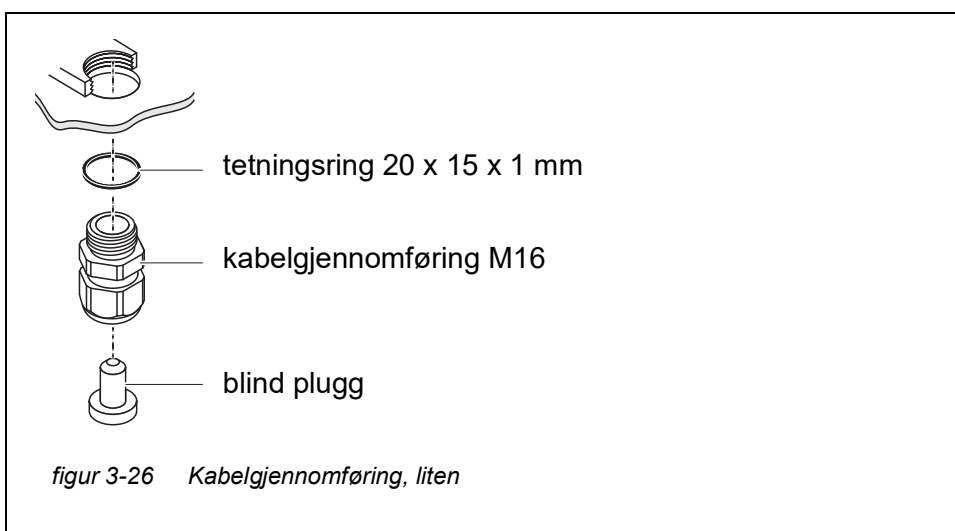 tetningsring 20 x 15 x 1 mm
kabelgjennomføring M16
blind plugg
figur 3-26 Kabelgjennomføring, liten